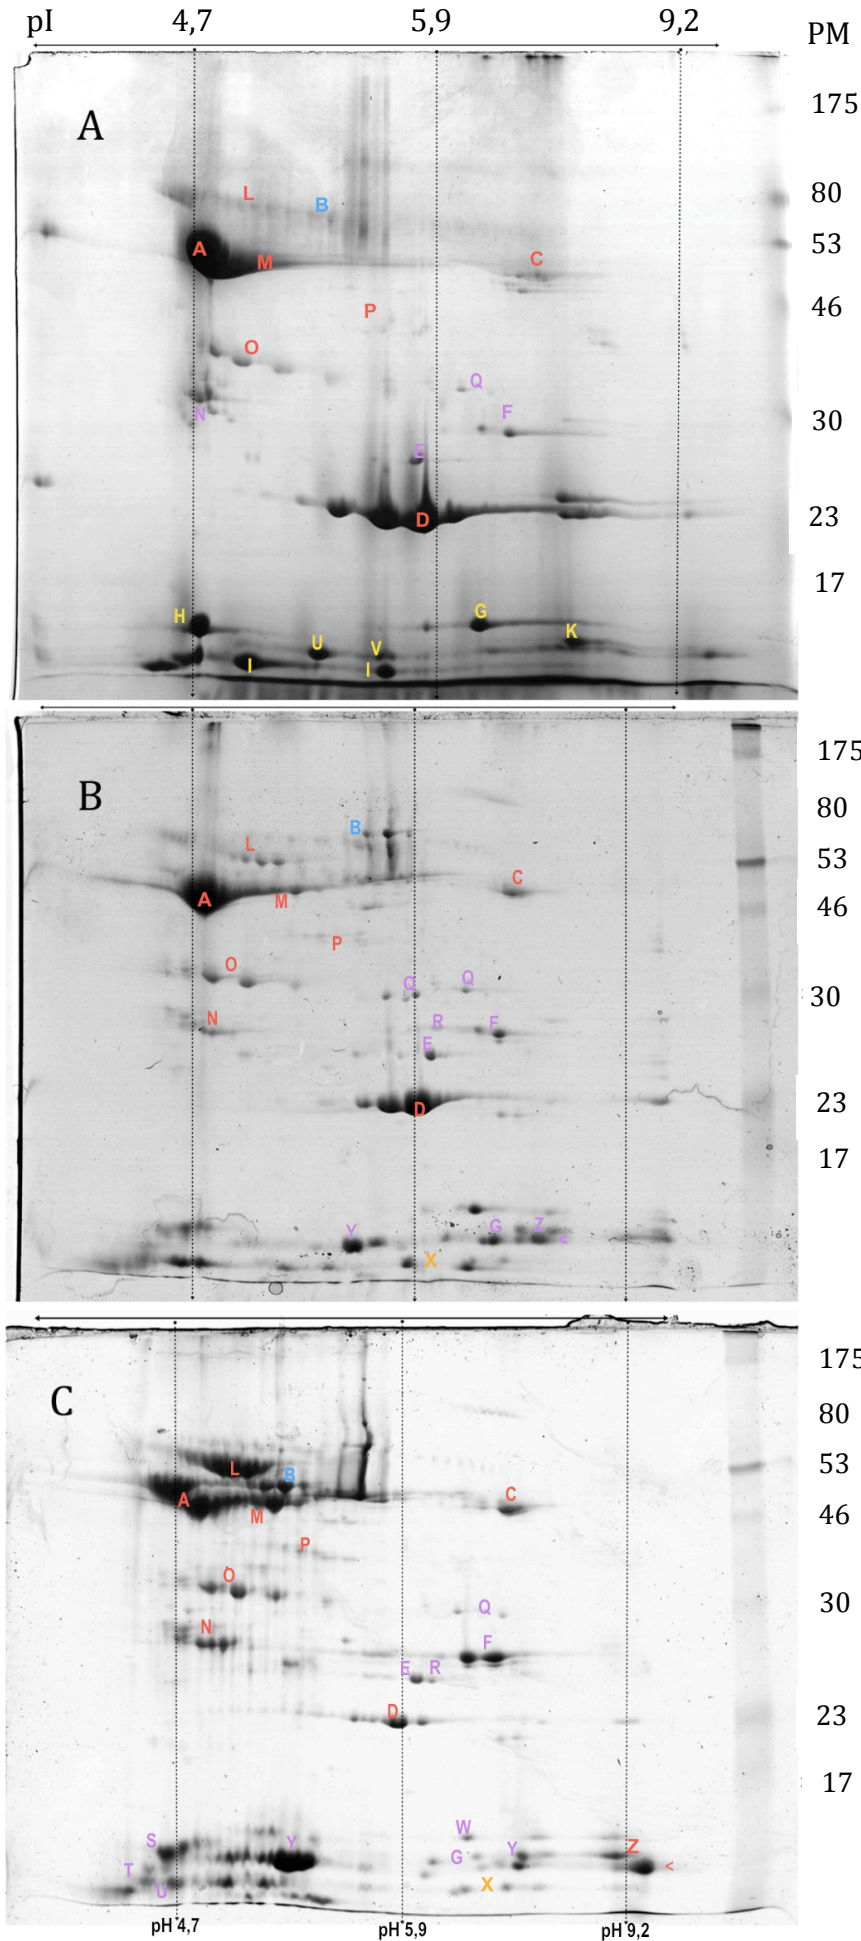 pI 4,7 5,9 9,2 PM
175
A
L
80
B
A
M
C
53
P
46
O
Q
N
F
30
E
D
23
17
H
G
U
V
K
I
I
175
B
80
B
L
53
A
M
C
46
P
O
Q
Q
30
N
R
F
E
D
23
17
Y
G
Z
<
X
175
C
80
L
B
53
A
M
C
46
P
O
30
Q
N
F
E
R
D
23
17
S
W
Y
Y
Z
T
G
<
U
X
pH 4,7 pH 5,9 pH 9,2